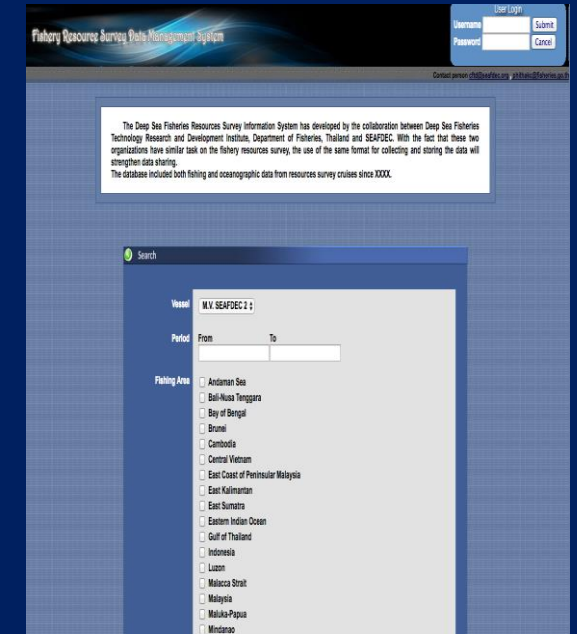 Fishery Resource Survey Data Management System
User Login
Username
Submit
Password
Cancel
Contact person
The Deep Sea Fisheries Resources Survey Information System has developed by the collaboration between Deep Sea Fisheries
Technology Research and Development Institute, Department of Fisheries, Thailand and SEAFDEC. With the fact that these two
organizations have similar task on the fishery resources survey, the use of the same format for collecting and storing the data will
strengthen data sharing.
The database included both fishing and oceanographic data from resources survey cruises since XXXX.
Search
Vessel
M.V. SEAFDEC 2
Period
From To
Fishing Area
Andaman Sea
Bali-Nusa Tenggara
Bay of Bengal
Brunei
Cambodia
Central Vietnam
East Coast of Peninsular Malaysia
East Kalimantan
East Sumatra
Eastern Indian Ocean
Gulf of Thailand
Indonesia
Luzon
Malacca Strait
Malaysia
Maluka-Papua
Mindanao